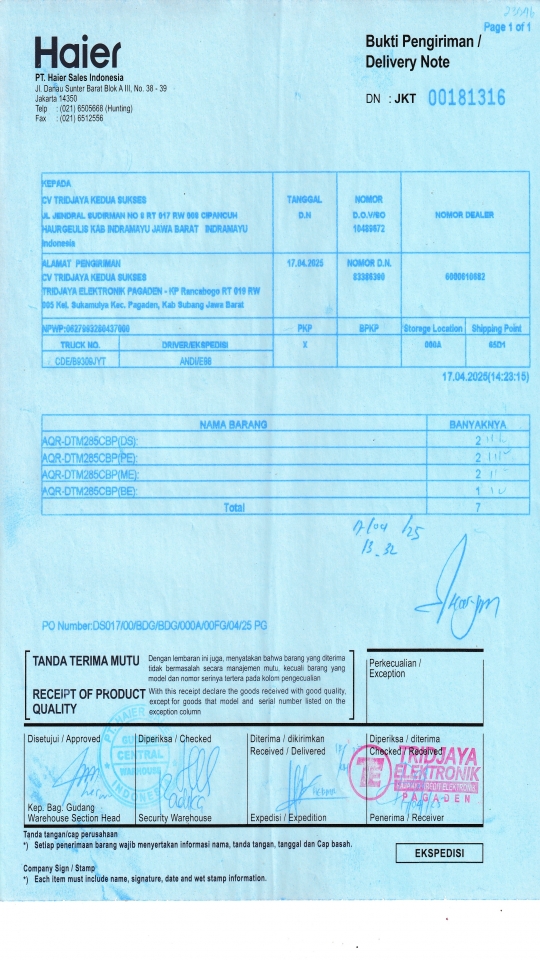 Page 1 of 1
Haier
PT. Haier Sales Indonesia
Jl. Danau Sunter Barat Blok A III, No. 38 - 39
Jakarta 14350
Telp : (021) 6505668 (Hunting)
Fax : (021) 6512556
Bukti Pengiriman /
Delivery Note
DN : JKT 00181316
KEPADA
CV TRIDJAYA KEDUA SUKSES
JL JENDRAL SUDIRMAN NO 8 RT 017 RW 008 CIPANCUH
HAURGEULIS KAB INDRAMAYU JAWA BARAT INDRAMAYU
Indonesia
TANGGAL
D.N
NOMOR
D.O.V/SO
NOMOR DEALER
ALAMAT PENGIRIMAN
CV TRIDJAYA KEDUA SUKSES
TRIDJAYA ELEKTRONIK PAGADEN - KP Rancabogo RT 019 RW
005 Kel. Sukamulya Kec. Pagaden, Kab Subang Jawa Barat
17.04.2025
NOMOR D.N.
PKP
BPKP
Storage Location
Shipping Point
TRUCK NO.
DRIVER/EKSPEDISI
X
000A
17.04.2025(14:23:15)
NAMA BARANG BANYAKNYA
AQR-DTM285CBP(DS): 2
AQR-DTM285CBP(PE): 2
AQR-DTM285CBP(ME): 2
AQR-DTM285CBP(BE): 1
Total 7
PO Number:DS017/00/BDG/BDG/000A/00FG/04/25 PG
TANDA TERIMA MUTU
Dengan lembaran ini juga, menyatakan bahwa barang yang diterima
tidak bermasalah secara manajemen mutu, kecuali barang yang
model dan nomor serinya tertera pada kolom pengecualian
RECEIPT OF PRODUCT
QUALITY
With this receipt declare the goods received with good quality,
except for goods that model and serial number listed on the
exception column
Perkecualian /
Exception
Disetujui / Approved
Diperiksa / Checked
Diterima / dikirimkan
Received / Delivered
Diperiksa / diterima
Checked / Received
PT. HAIER
CENTRAL
WAREHOUSE
INDONESIA
TRIDJAYA
ELEKTRONIK
PAGADEN
Kep. Bag. Gudang
Warehouse Section Head
Security Warehouse
Expedisi / Expedition
Penerima / Receiver
Tanda tangan/cap perusahaan
*) Setiap penerimaan barang wajib menyertakan informasi nama, tanda tangan, tanggal dan Cap basah.
Company Sign / Stamp
*) Each item must include name, signature, date and wet stamp information.
EKSPEDISI